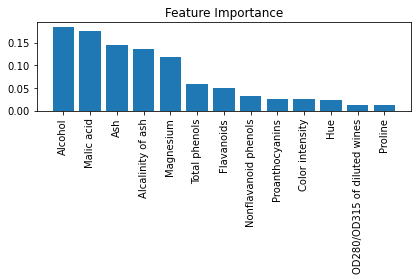 Feature Importance
0.15
0.10
0.05
0.00
Alcohol
Malic acid
Ash
Alcalinity of ash
Magnesium
Total phenols
Flavanoids
Nonflavanoid phenols
Proanthocyanins
Color intensity
Hue
OD280/OD315 of diluted wines
Proline